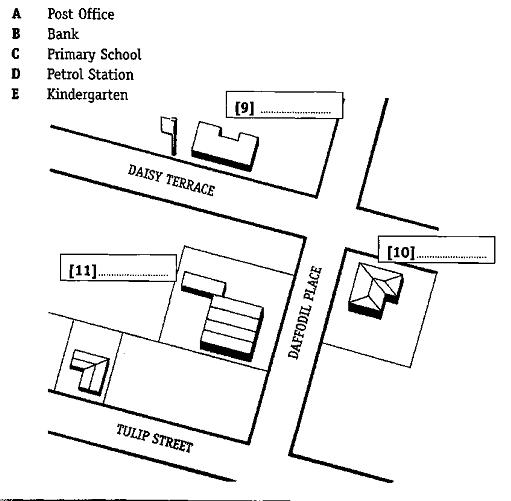 A Post Office
B Bank
C Primary School
D Petrol Station
E Kindergarten
[9] ........................
DAISY TERRACE
[10] .....................
[11] .....................
DAFFODIL PLACE
TULIP STREET